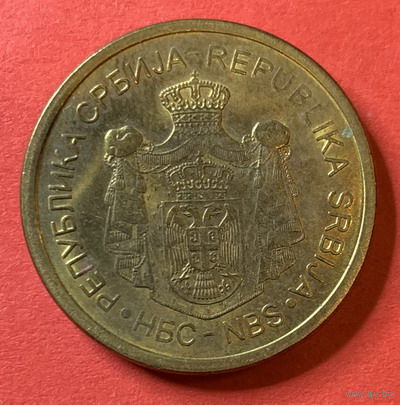 РЕПУБЛИКА СРБИЈА - REPUBLIKA SRBIJA
• НБС - NBS •